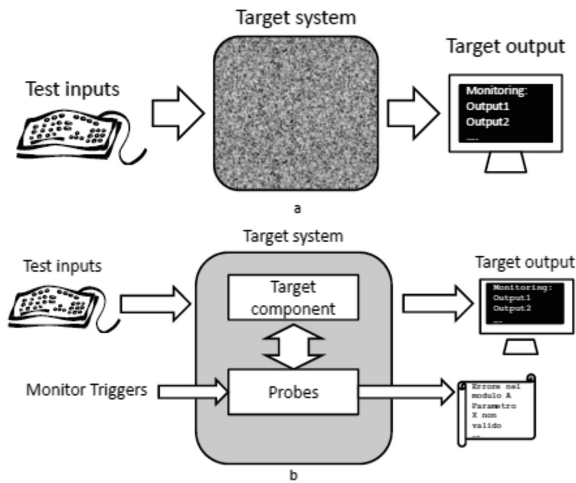 Target system
Target output
Test inputs
Monitoring:
Output1
Output2
a
Target system
Test inputs
Target output
Target
component
Monitoring:
Output1
Output2
Monitor Triggers
Probes
Errore nel
modulo A
Parametro
X non
valido
b